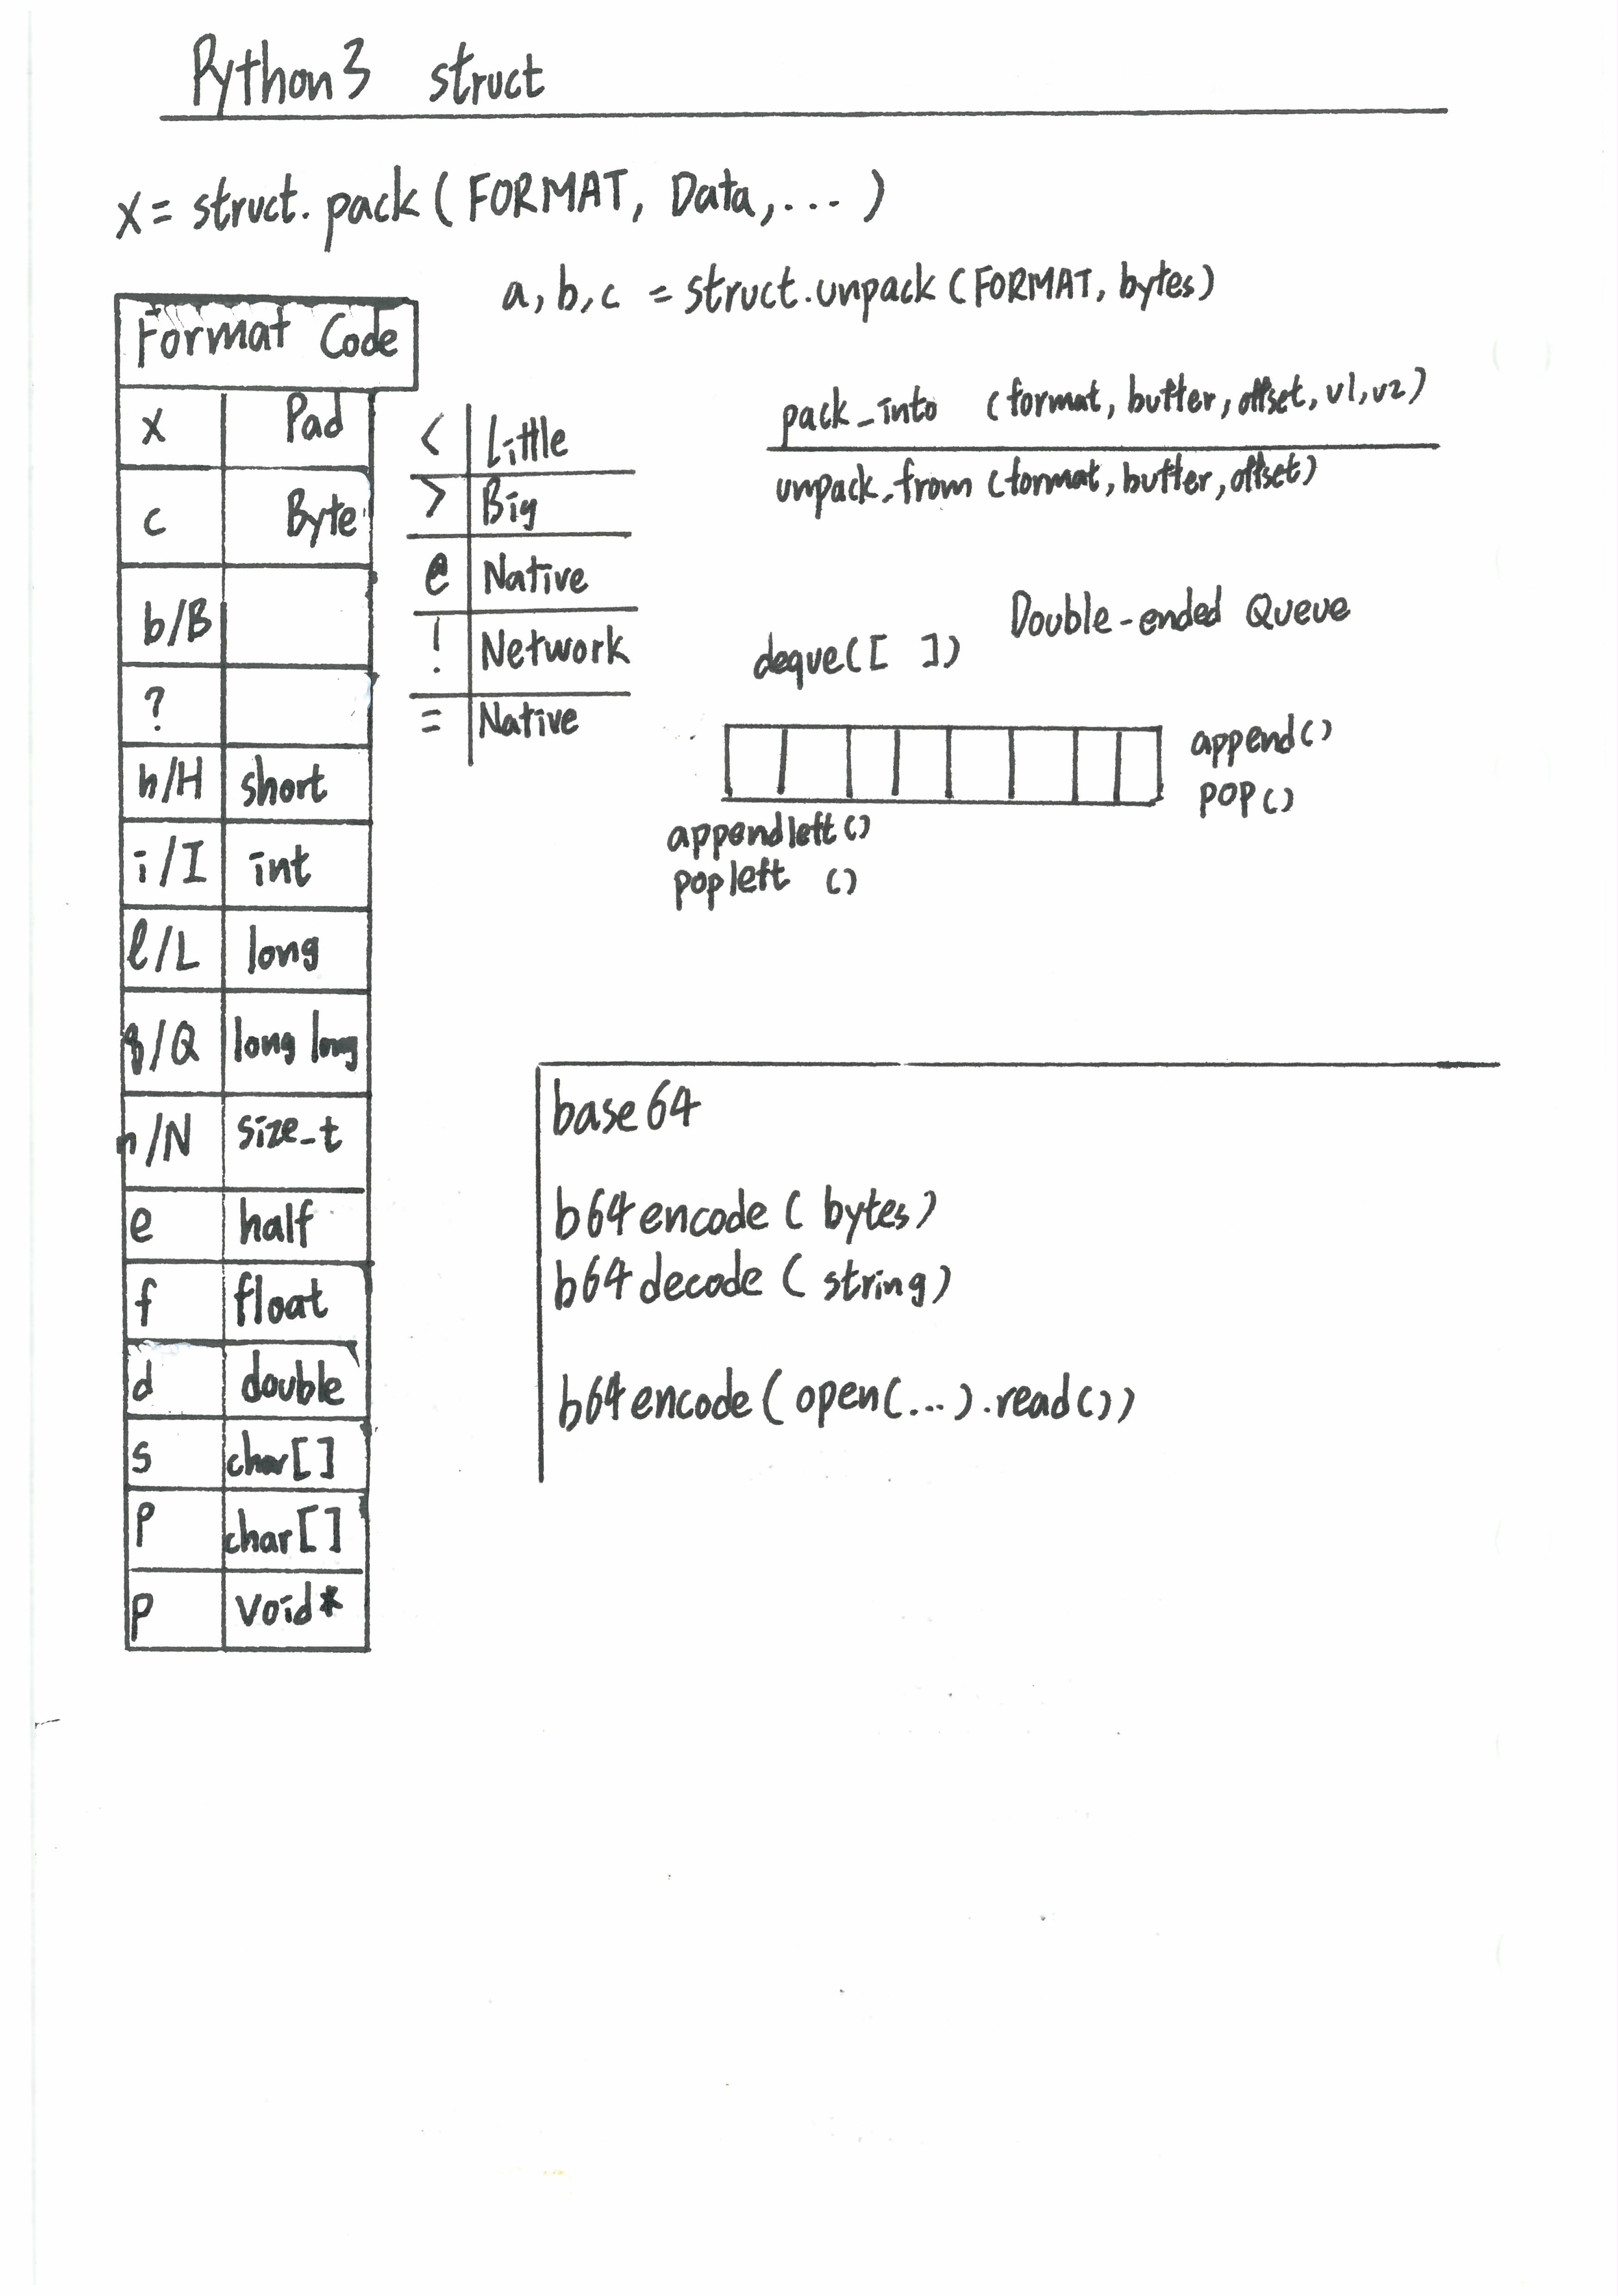 Python3 struct
x = struct.pack(FORMAT, Data,...)
a,b,c = struct.unpack(FORMAT, bytes)
Format Code
x Pad
c Byte
b/B
?
h/H short
i/I int
l/L long
q/Q long long
n/N size_t
e half
f float
d double
s char[]
p char[]
p void*
< Little
> Big
@ Native
! Network
= Native
pack_into (format, buffer, offset, v1,v2)
unpack_from (format, buffer, offset)
Double-ended Queue
deque([ ])
append()
pop()
appendleft()
popleft ()
base64
b64encode(bytes)
b64decode(string)
b64encode(open(...).read())